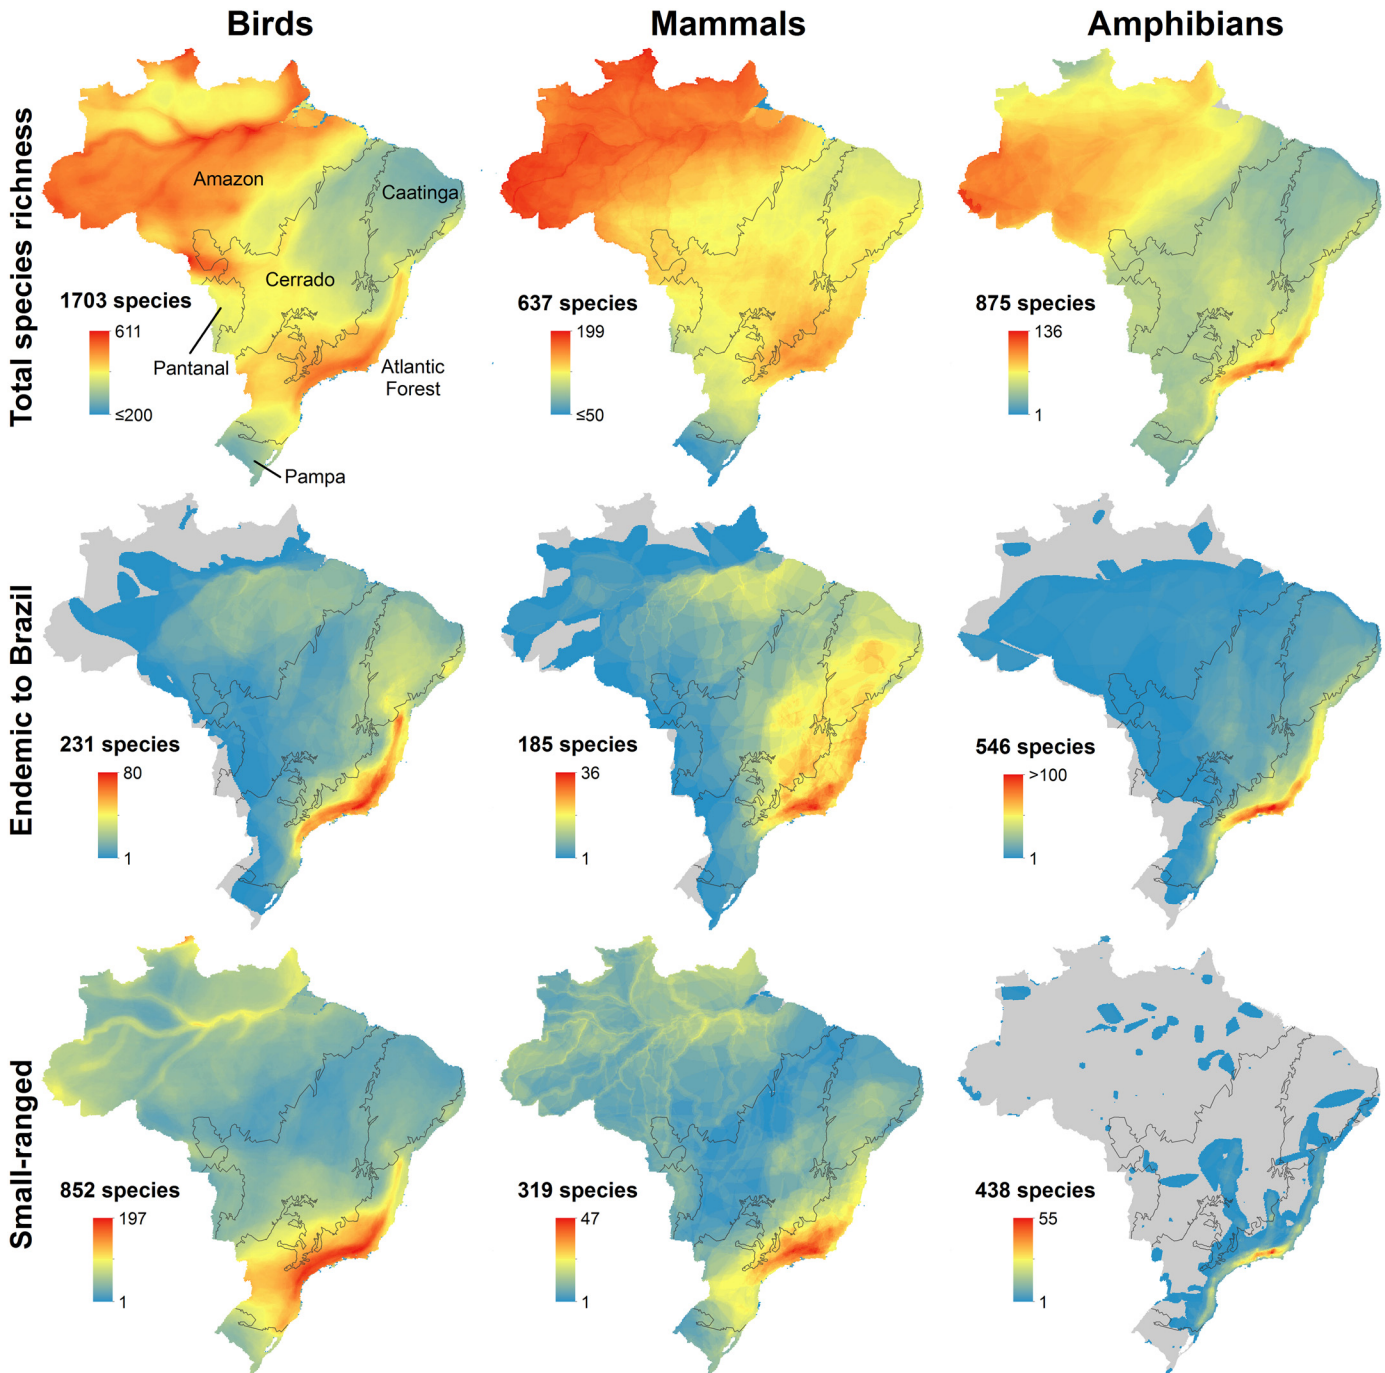 Birds
Mammals
Amphibians
Total species richness
Amazon
Caatinga
Cerrado
1703 species
611
≤200
Pantanal
Atlantic
Forest
Pampa
637 species
199
≤50
875 species
136
1
Endemic to Brazil
231 species
80
1
185 species
36
1
546 species
>100
1
Small-ranged
852 species
197
1
319 species
47
1
438 species
55
1